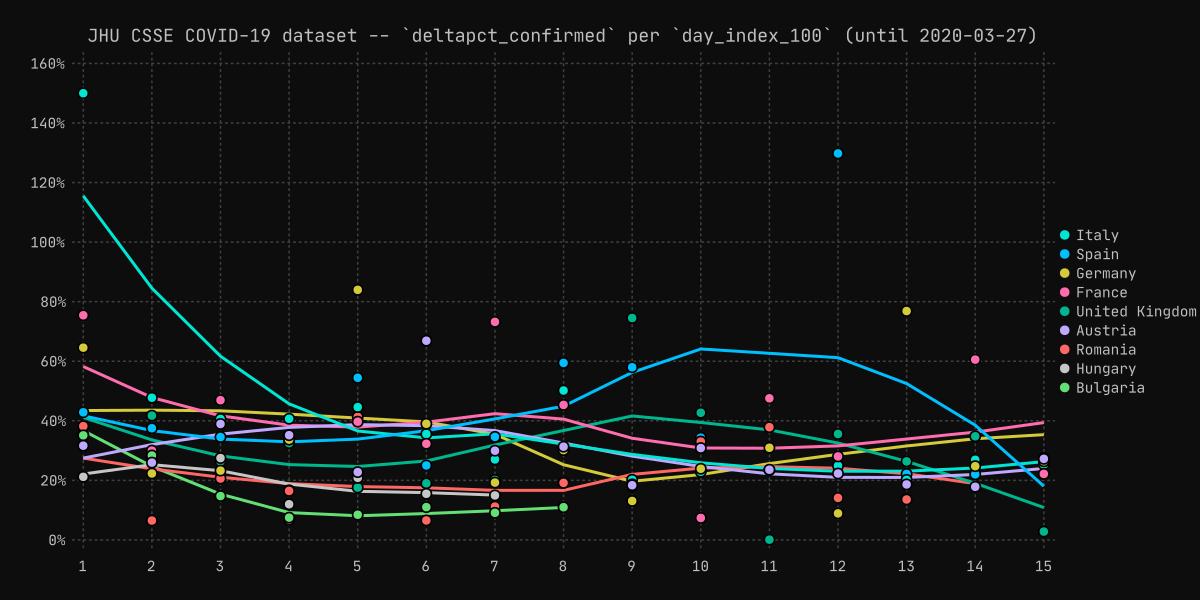 JHU CSSE COVID-19 dataset -- `deltapct_confirmed` per `day_index_100` (until 2020-03-27)
160%
140%
120%
100%
80%
60%
40%
20%
0%
1 2 3 4 5 6 7 8 9 10 11 12 13 14 15
Italy
Spain
Germany
France
United Kingdom
Austria
Romania
Hungary
Bulgaria